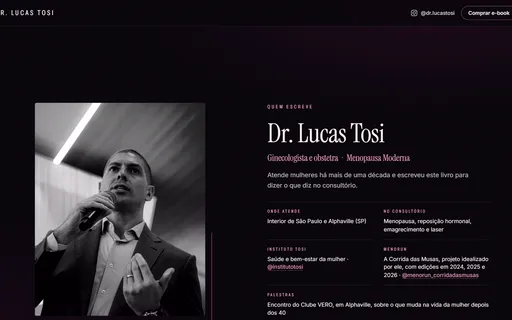 R. LUCAS TOSI
@dr.lucastosi
Comprar e-book
QUEM ESCREVE
Dr. Lucas Tosi
Ginecologista e obstetra · Menopausa Moderna
Atende mulheres há mais de uma década e escreveu este livro para
dizer o que diz no consultório.
ONDE ATENDE
Interior de São Paulo e Alphaville (SP)
NO CONSULTÓRIO
Menopausa, reposição hormonal,
emagrecimento e laser
INSTITUTO TOSI
Saúde e bem-estar da mulher ·
@institutotosi
MENORUN
A Corrida das Musas, projeto idealizado
por ele, com edições em 2024, 2025 e
2026 · @menorun_corridadasmusas
PALESTRAS
Encontro do Clube VERO, em Alphaville, sobre o que muda na vida da mulher depois
dos 40